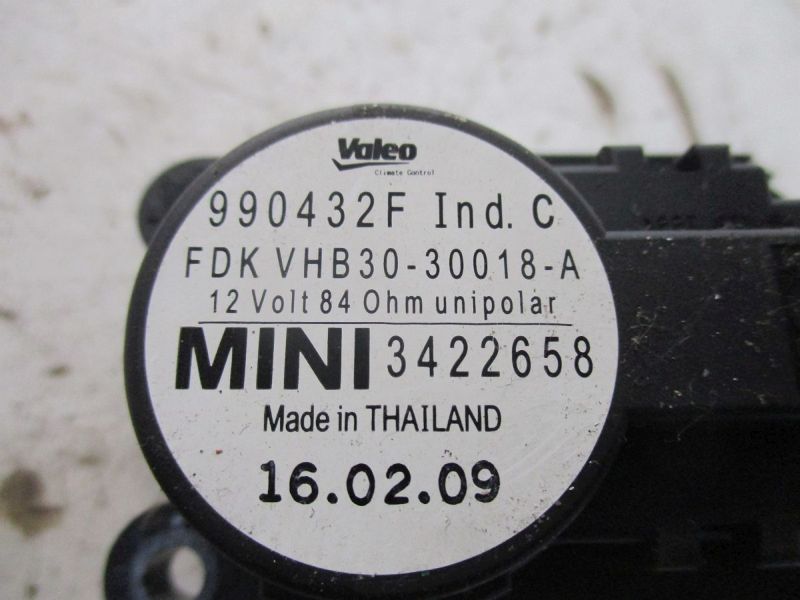 Valeo
Climate Control
990432F Ind. C
FDK VHB30-30018-A
12 Volt 84 Ohm unipolar
MINI 3422658
Made in THAILAND
16.02.09